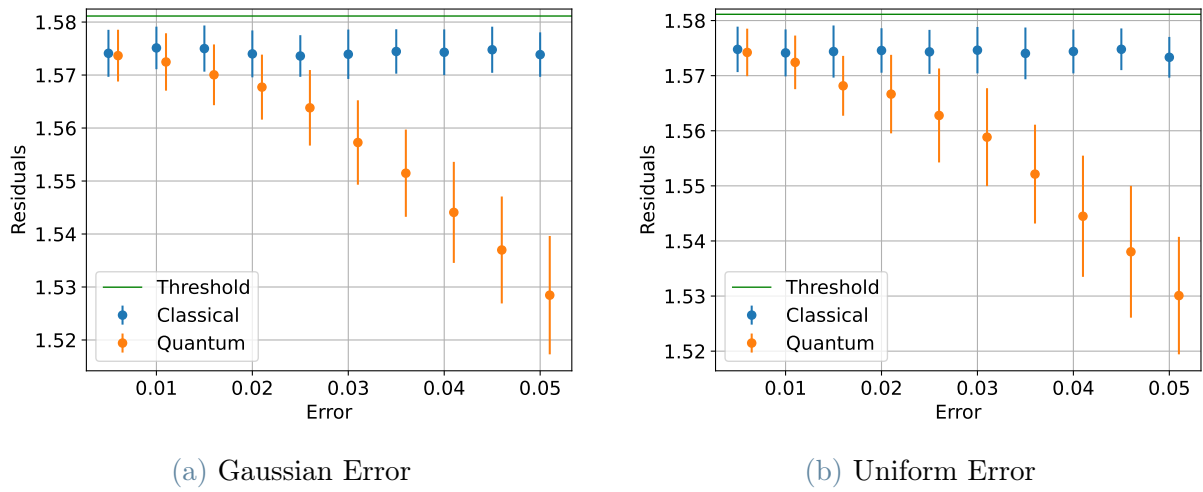 1.58
1.57
1.56
1.55
1.54
1.53
1.52
Residuals
Threshold
Classical
Quantum
0.01 0.02 0.03 0.04 0.05
Error
(a) Gaussian Error
1.58
1.57
1.56
1.55
1.54
1.53
1.52
Residuals
Threshold
Classical
Quantum
0.01 0.02 0.03 0.04 0.05
Error
(b) Uniform Error